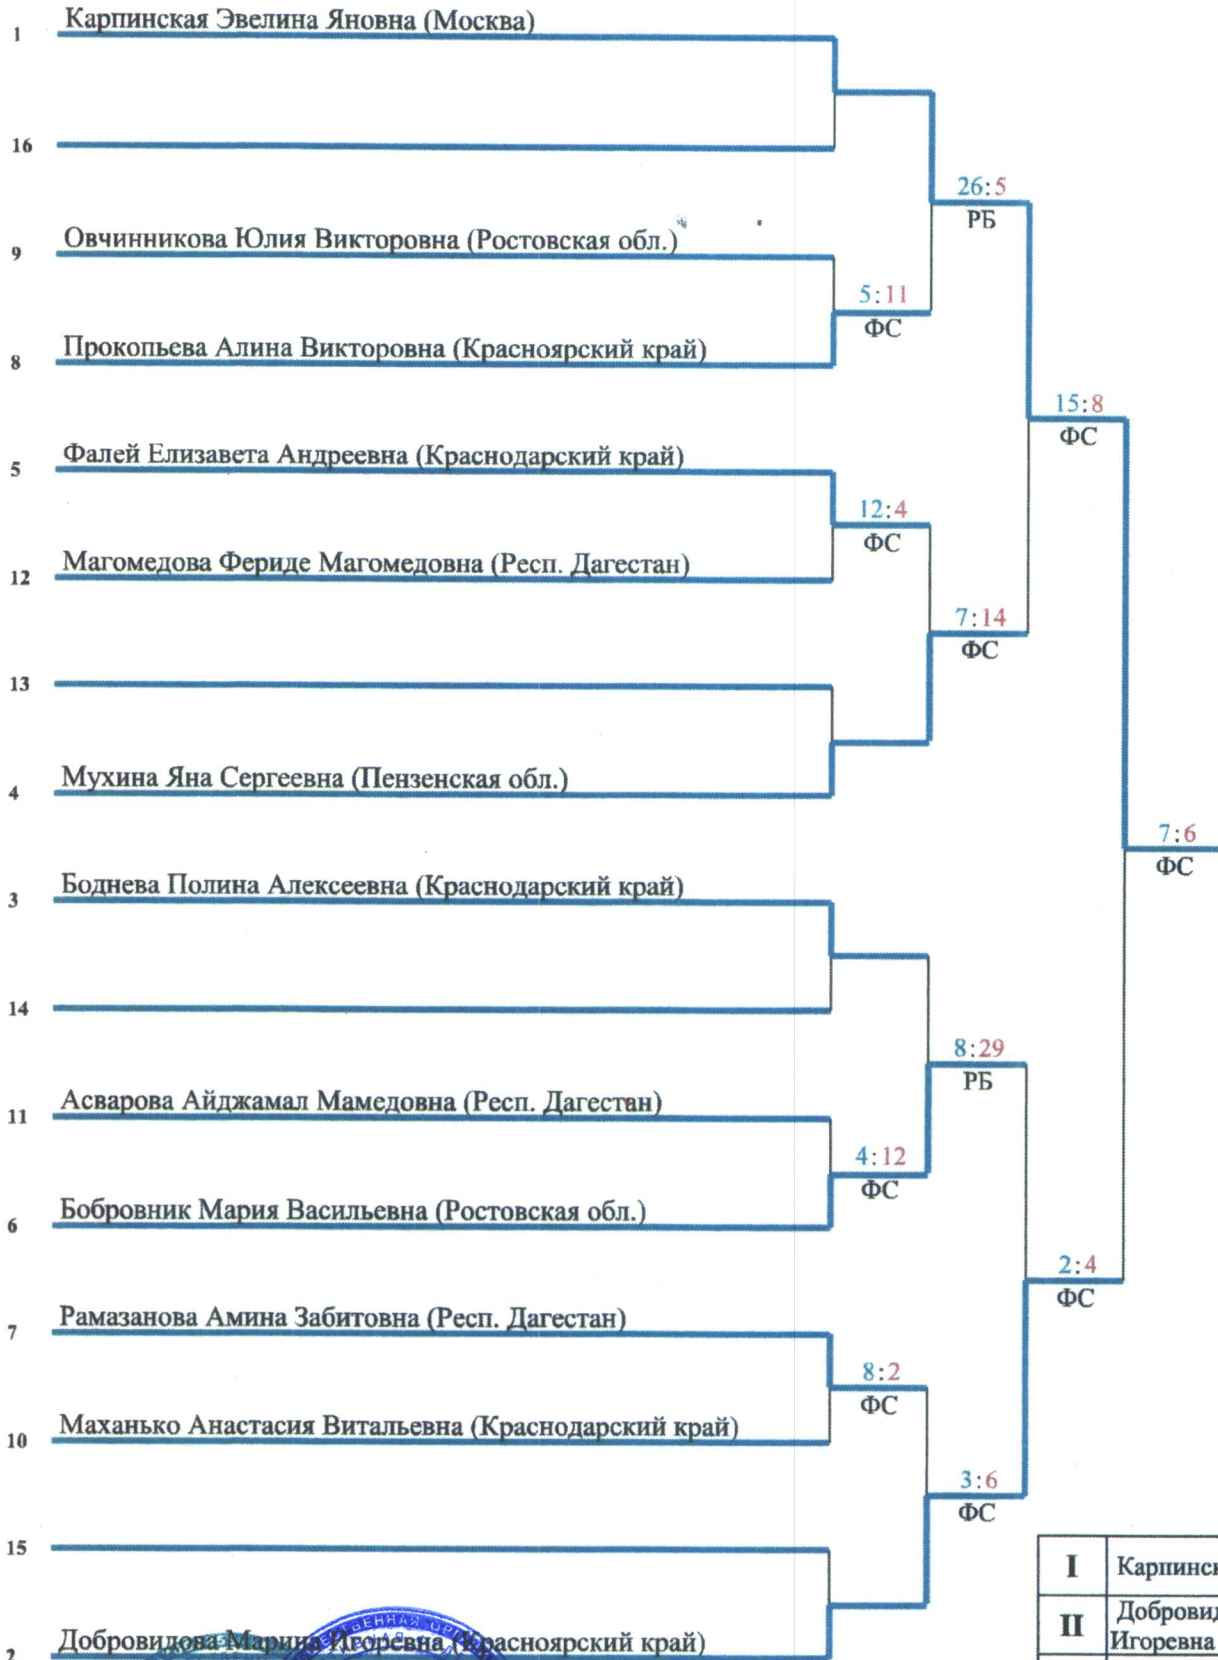 1 Карпинская Эвелина Яновна (Москва)
16
26:5
РБ
9 Овчинникова Юлия Викторовна (Ростовская обл.)
5:11
ФС
8 Прокопьева Алина Викторовна (Красноярский край)
15:8
ФС
5 Фалей Елизавета Андреевна (Краснодарский край)
12:4
ФС
12 Магомедова Фериде Магомедовна (Респ. Дагестан)
7:14
ФС
13
4 Мухина Яна Сергеевна (Пензенская обл.)
7:6
ФС
3 Боднева Полина Алексеевна (Краснодарский край)
14
8:29
РБ
11 Асварова Айджамал Мамедовна (Респ. Дагестан)
4:12
ФС
6 Бобровник Мария Васильевна (Ростовская обл.)
2:4
ФС
7 Рамазанова Амина Забитовна (Респ. Дагестан)
8:2
ФС
10 Маханько Анастасия Витальевна (Краснодарский край)
3:6
ФС
15
I Карпинск
II Добровид
Игоревна
2 Добровидова Марина Игоревна (Красноярский край)